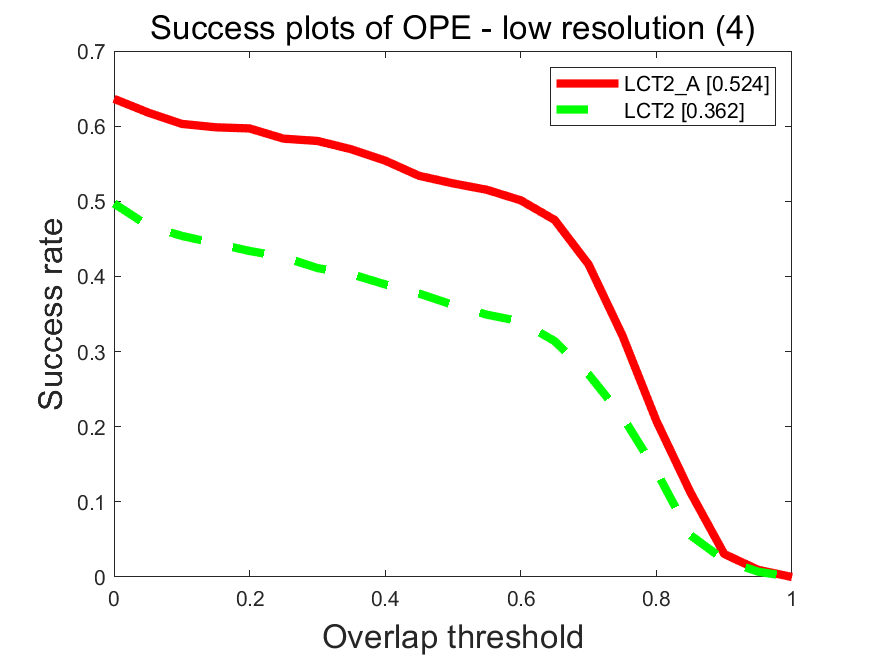 Success plots of OPE - low resolution (4)
LCT2_A [0.524]
LCT2 [0.362]
Success rate
0.7
0.6
0.5
0.4
0.3
0.2
0.1
0
0 0.2 0.4 0.6 0.8 1
Overlap threshold